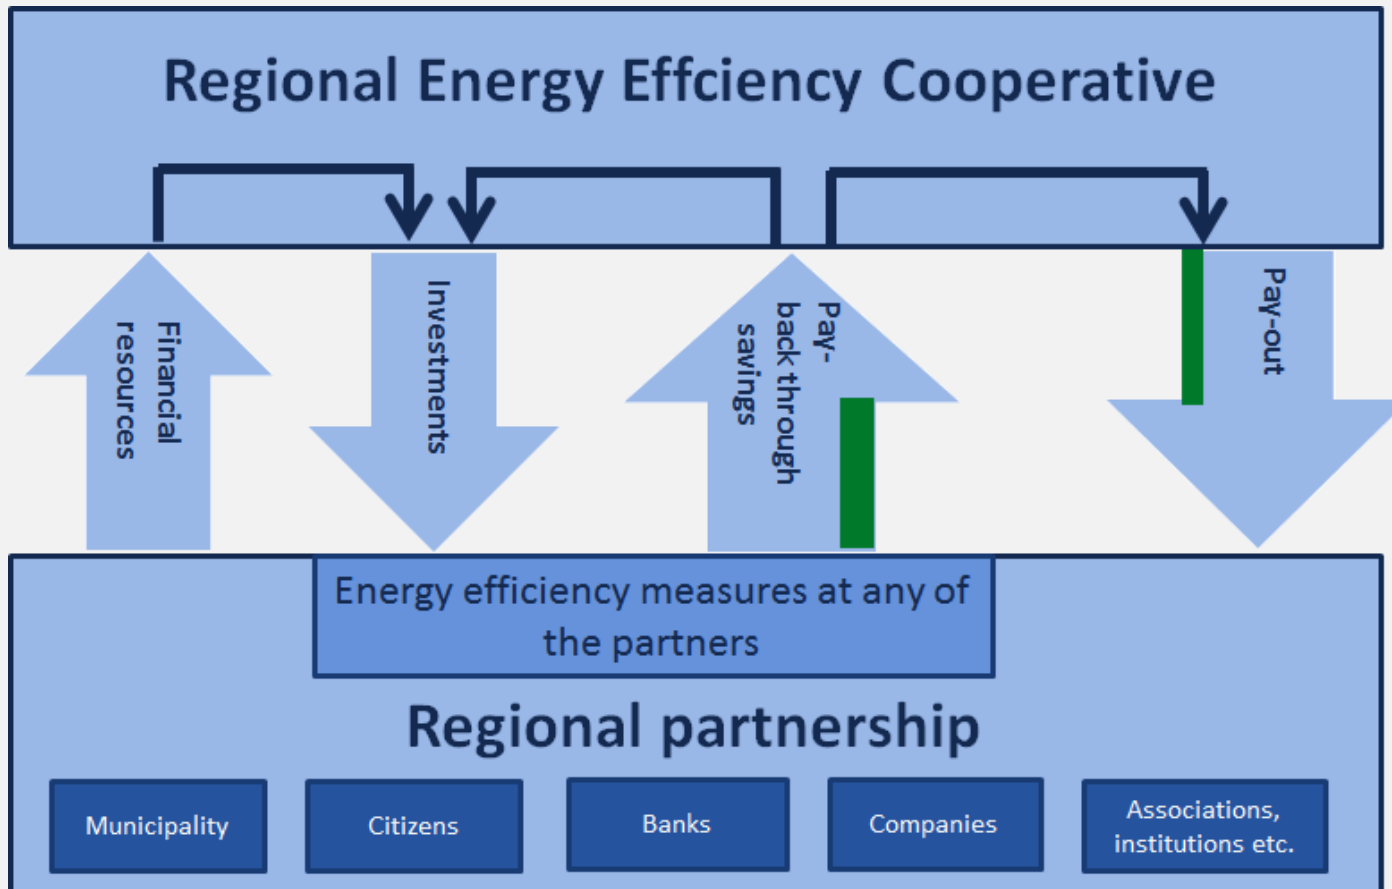 Regional Energy Effciency Cooperative
Financial
resources
Investments
Pay-
back through
savings
Pay-out
Energy efficiency measures at any of
the partners
Regional partnership
Municipality
Citizens
Banks
Companies
Associations,
institutions etc.